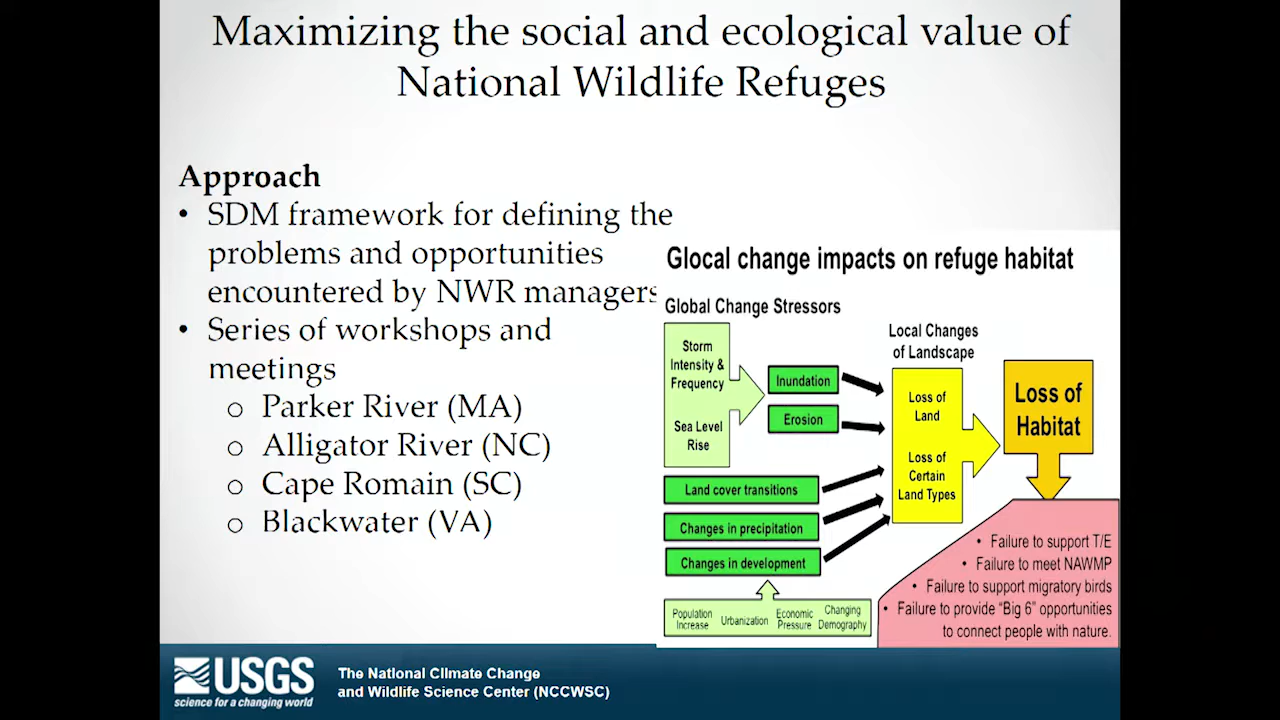 Maximizing the social and ecological value of
National Wildlife Refuges
Approach
• SDM framework for defining the
problems and opportunities
encountered by NWR managers
• Series of workshops and
meetings
o Parker River (MA)
o Alligator River (NC)
o Cape Romain (SC)
o Blackwater (VA)
Glocal change impacts on refuge habitat
Global Change Stressors
Storm
Intensity &
Frequency
Sea Level
Rise
Inundation
Erosion
Land cover transitions
Changes in precipitation
Changes in development
Population
Increase
Urbanization
Economic
Pressure
Changing
Demography
Local Changes
of Landscape
Loss of
Land
Loss of
Certain
Land Types
Loss of
Habitat
• Failure to support T/E
• Failure to meet NAWMP
• Failure to support migratory birds
• Failure to provide “Big 6” opportunities
to connect people with nature.
USGS
science for a changing world
The National Climate Change
and Wildlife Science Center (NCCWSC)